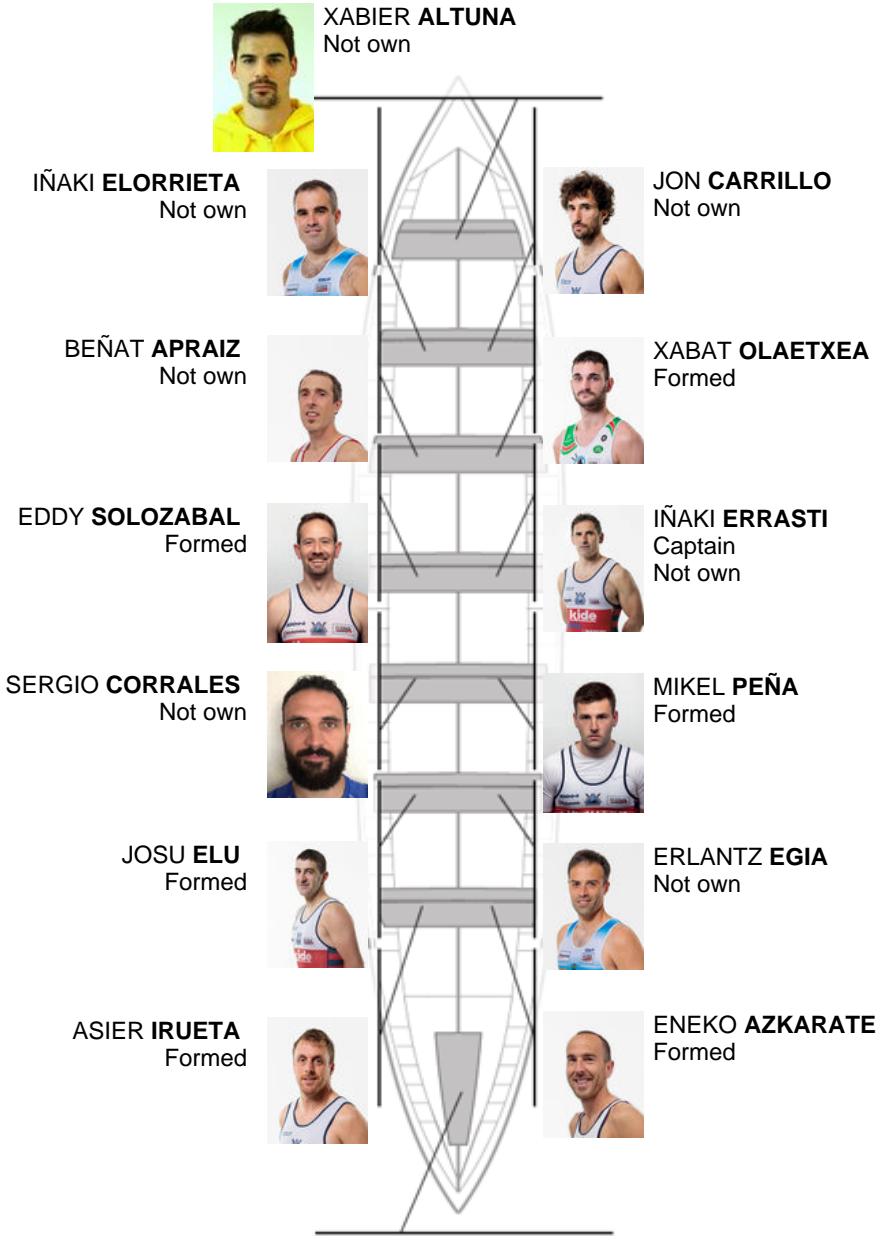 XABIER ALTUNA
Not own
IÑAKI ELORRIETA
Not own
JON CARRILLO
Not own
BEÑAT APRAIZ
Not own
XABAT OLAETXEA
Formed
EDDY SOLOZABAL
Formed
IÑAKI ERRASTI
Captain
Not own
kide
SERGIO CORRALES
Not own
MIKEL PEÑA
Formed
JOSU ELU
Formed
ERLANTZ EGIA
Not own
ASIER IRUETA
Formed
ENEKO AZKARATE
Formed